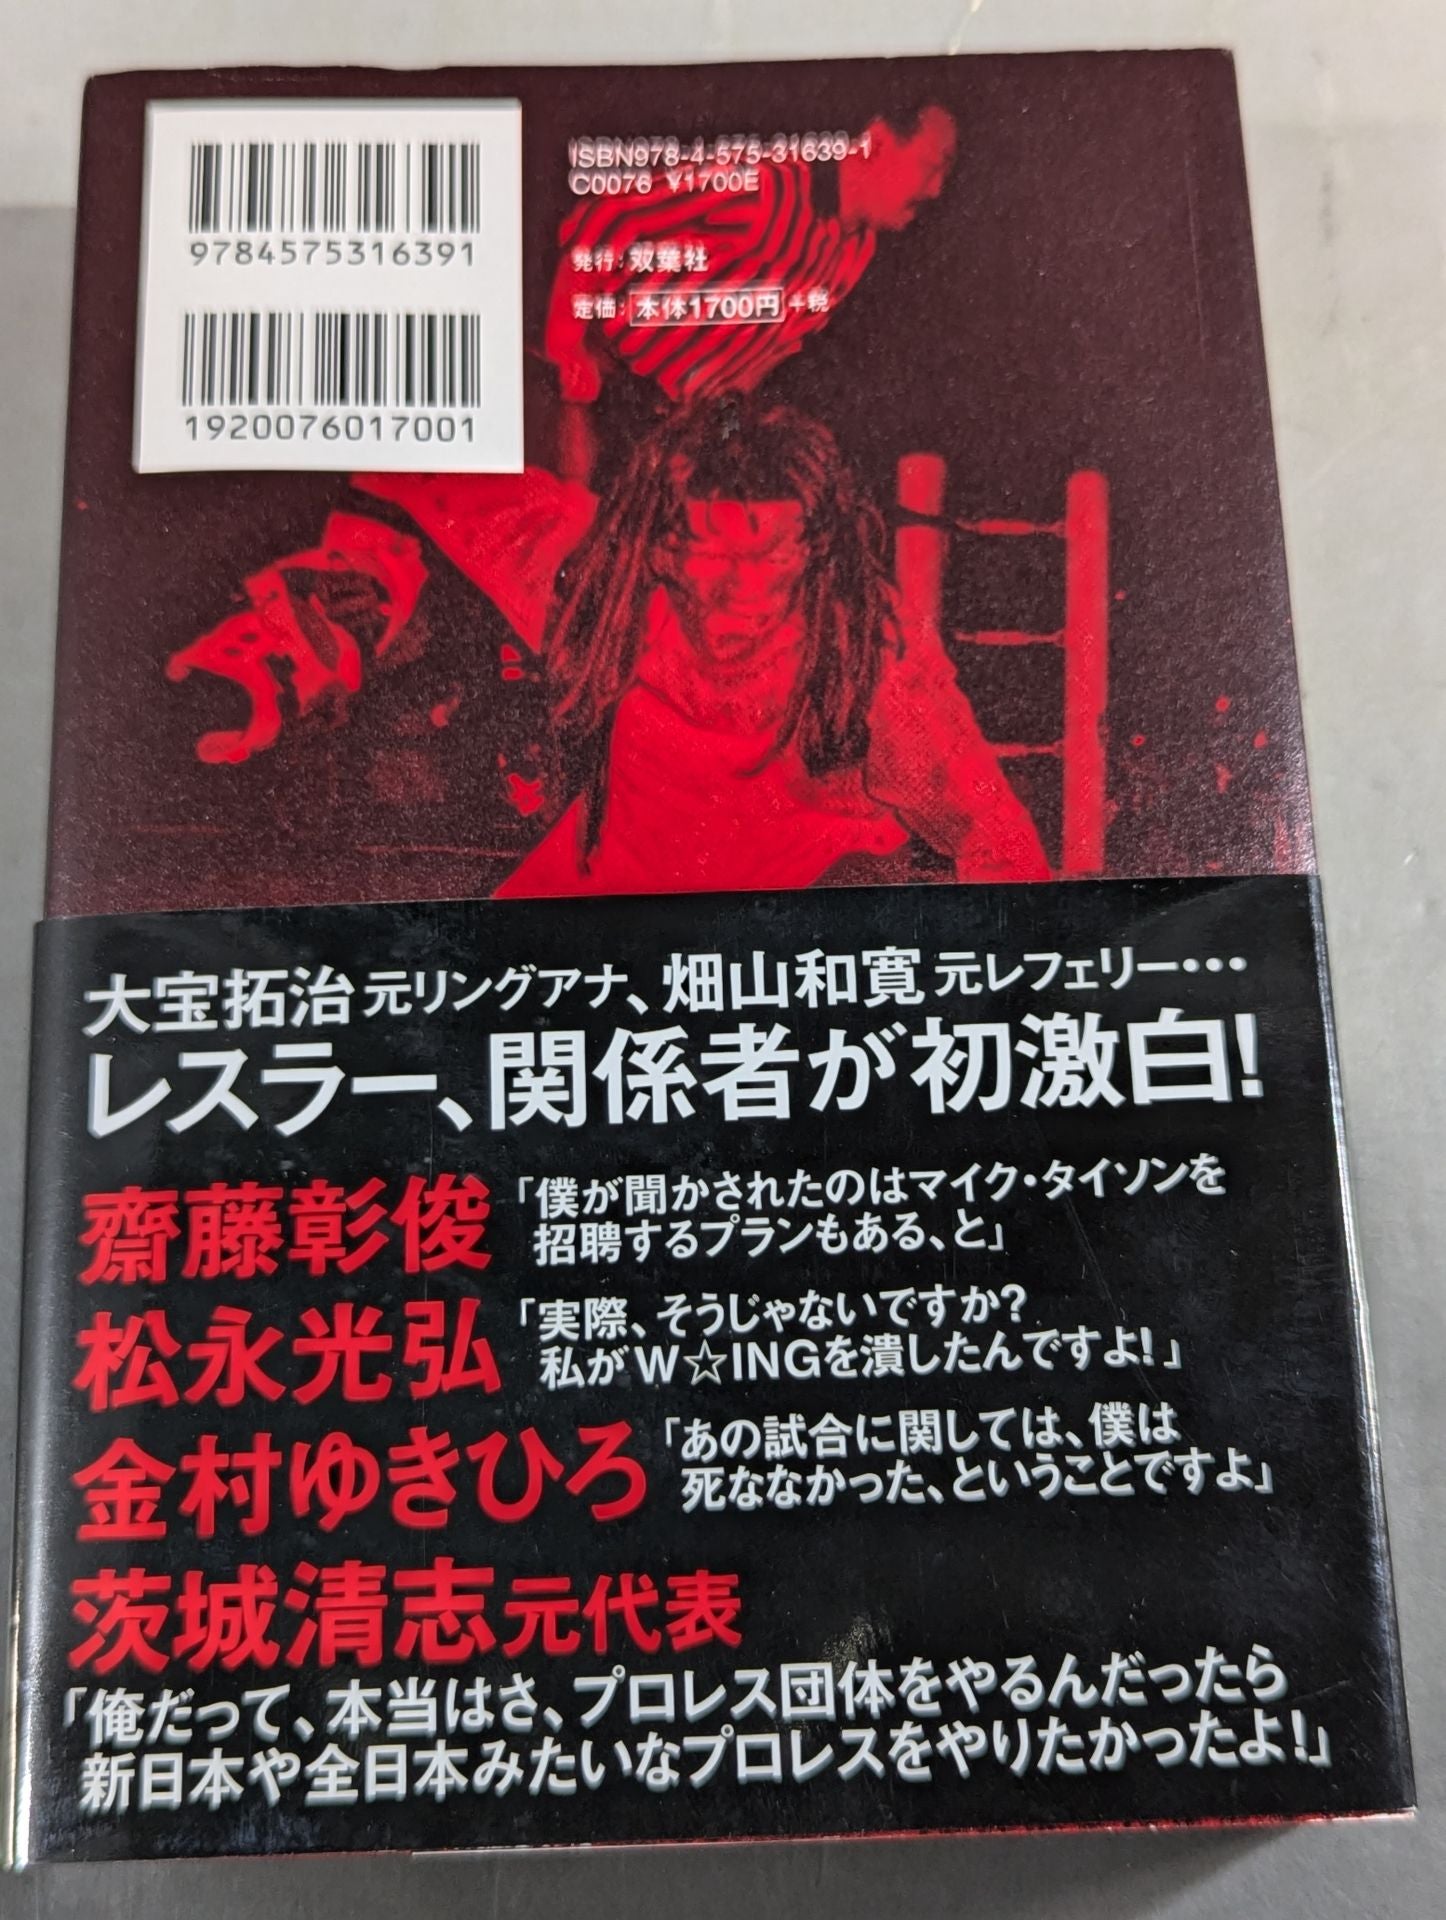 9784575316391
1920076017001
ISBN978-4-575-31639-1
C0076 ¥1700E
発行：双葉社
定価：本体1700円＋税
大宝拓治元リングアナ、畑山和寛元レフェリー…
レスラー、関係者が初激白！
齋藤彰俊「僕が聞かされたのはマイク・タイソンを
招聘するプランもある、と」
松永光弘「実際、そうじゃないですか？
私がW☆INGを潰したんですよ！」
金村ゆきひろ「あの試合に関しては、僕は
死ななかった、ということですよ」
茨城清志元代表
「俺だって、本当はさ、プロレス団体をやるんだったら
新日本や全日本みたいなプロレスをやりたかったよ！」